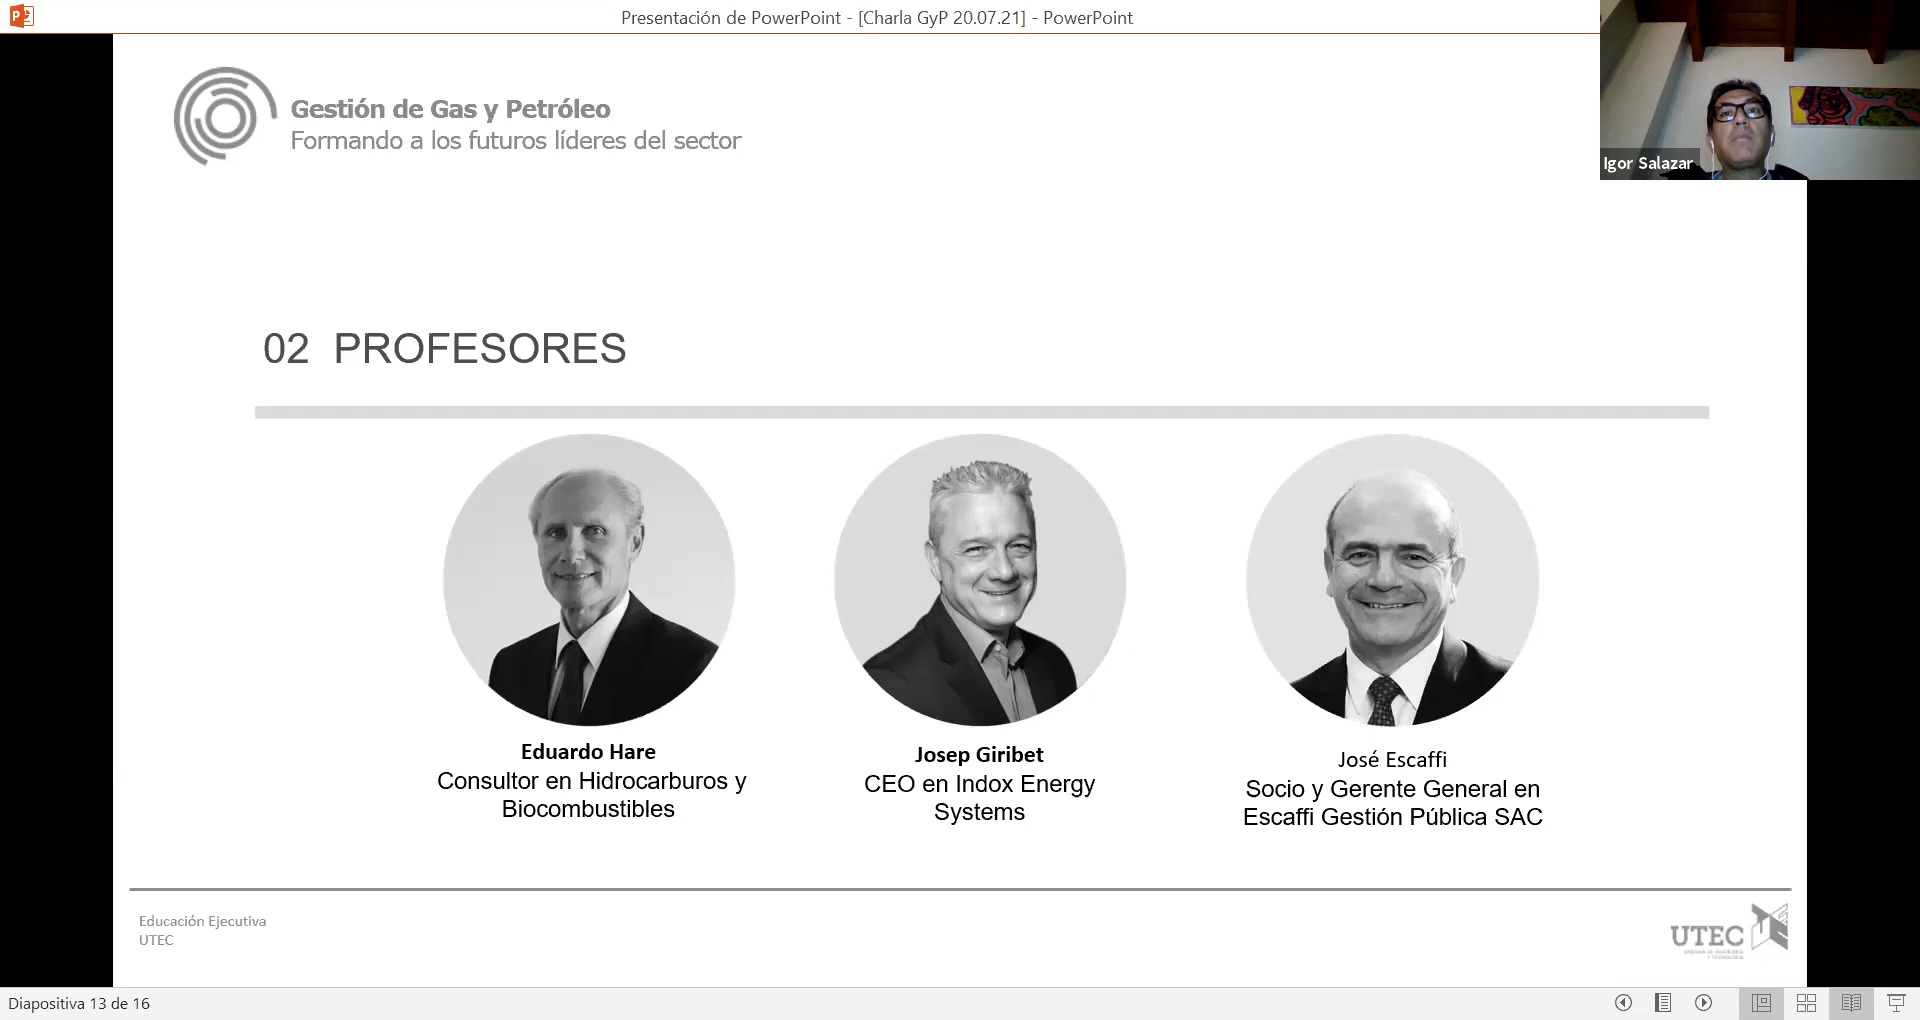 Presentación de PowerPoint - [Charla GyP 20.07.21] - PowerPoint
Igor Salazar
Gestión de Gas y Petróleo
Formando a los futuros líderes del sector
02 PROFESORES
Eduardo Hare
Consultor en Hidrocarburos y
Biocombustibles
Josep Giribet
CEO en Indox Energy
Systems
José Escaffi
Socio y Gerente General en
Escaffi Gestión Pública SAC
Educación Ejecutiva
UTEC
UTEC
Diapositiva 13 de 16